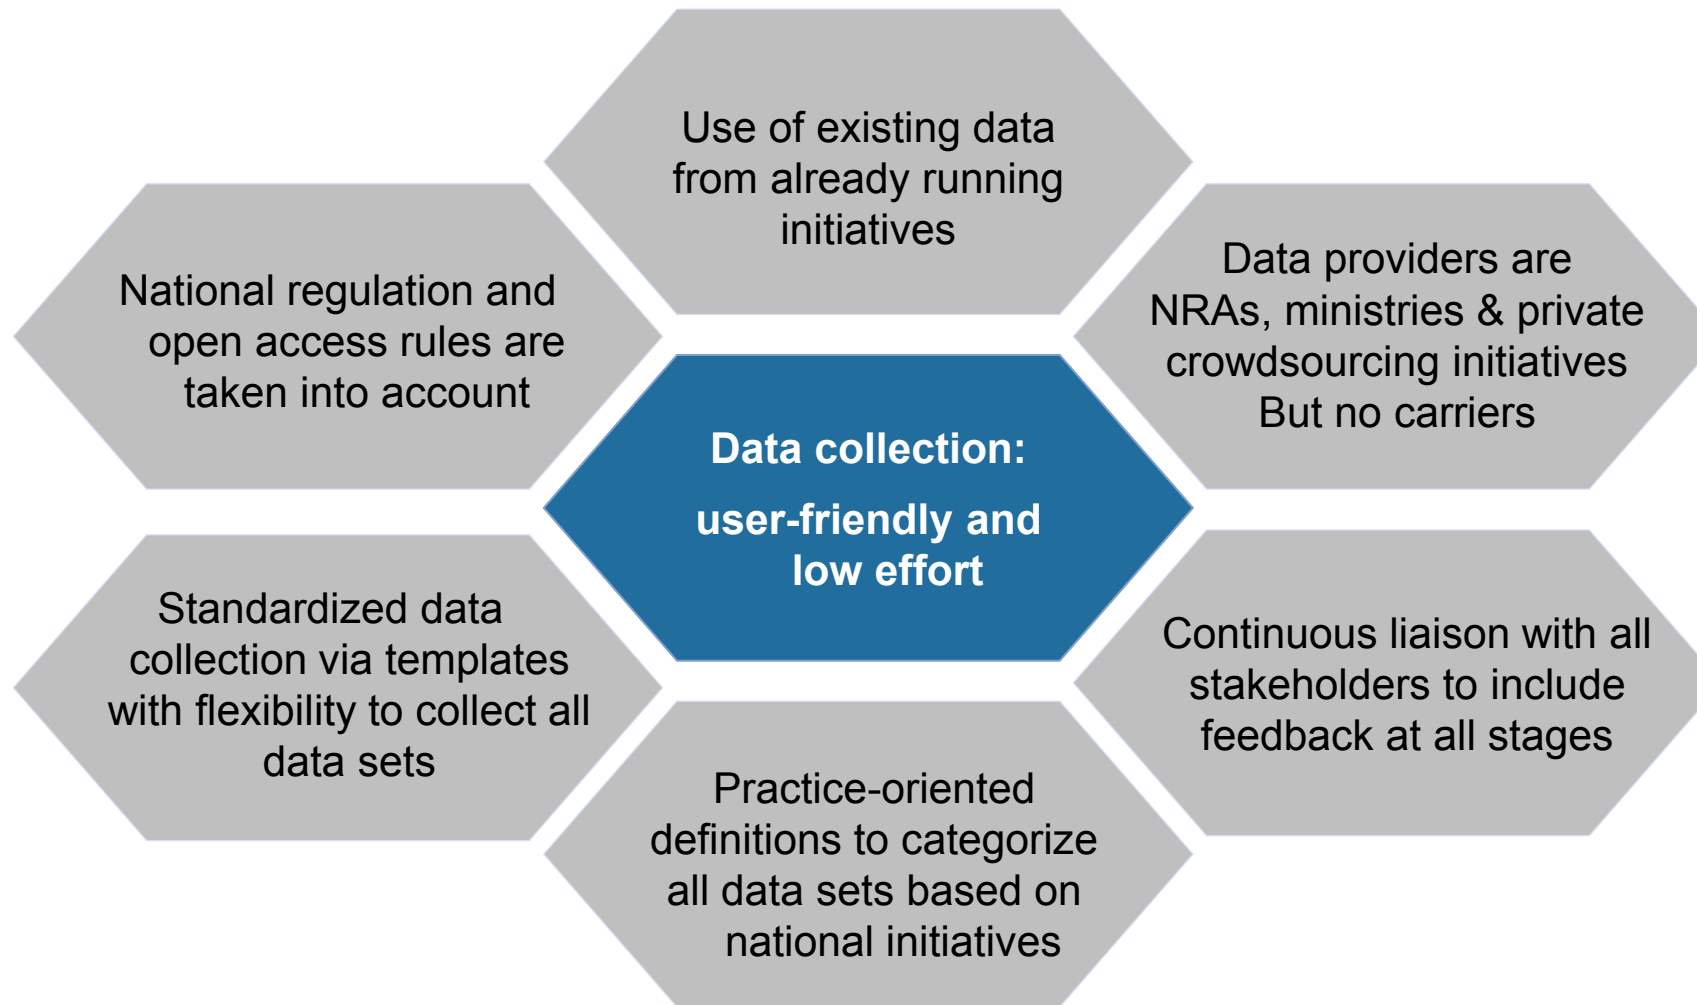 Use of existing data
from already running
initiatives
National regulation and
open access rules are
taken into account
Data providers are
NRAs, ministries & private
crowdsourcing initiatives
But no carriers
Data collection:
user-friendly and
low effort
Standardized data
collection via templates
with flexibility to collect all
data sets
Continuous liaison with all
stakeholders to include
feedback at all stages
Practice-oriented
definitions to categorize
all data sets based on
national initiatives